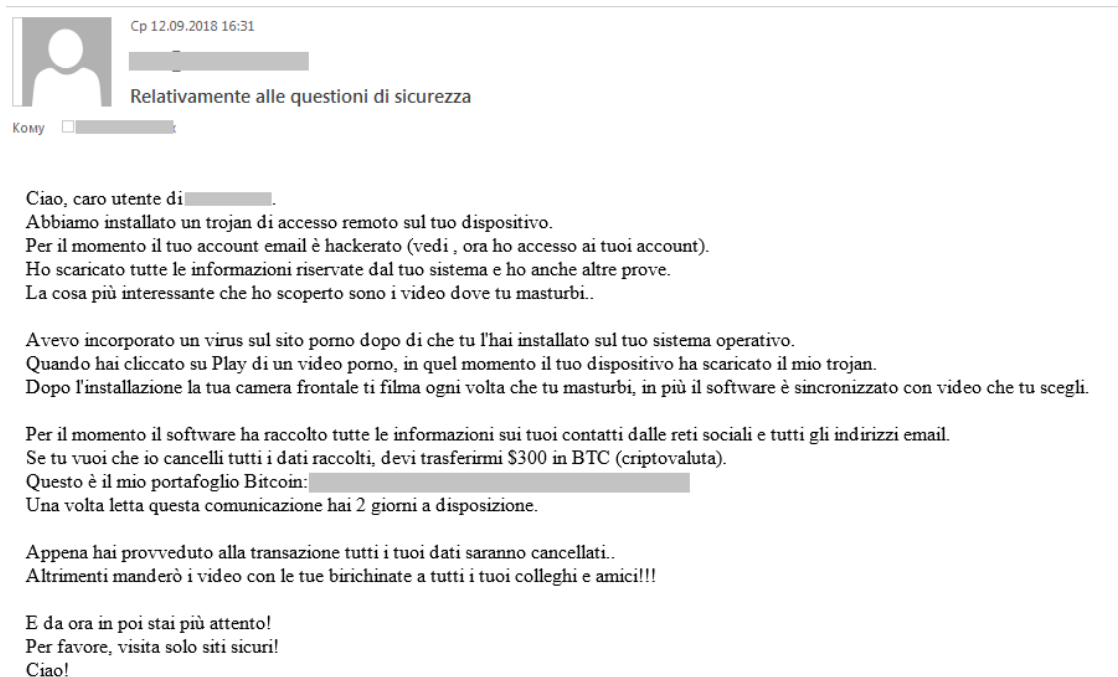 Ср 12.09.2018 16:31
Relativamente alle questioni di sicurezza
Кому
Ciao, caro utente di .
Abbiamo installato un trojan di accesso remoto sul tuo dispositivo.
Per il momento il tuo account email è hackerato (vedi , ora ho accesso ai tuoi account).
Ho scaricato tutte le informazioni riservate dal tuo sistema e ho anche altre prove.
La cosa più interessante che ho scoperto sono i video dove tu masturbi..
Avevo incorporato un virus sul sito porno dopo di che tu l'hai installato sul tuo sistema operativo.
Quando hai cliccato su Play di un video porno, in quel momento il tuo dispositivo ha scaricato il mio trojan.
Dopo l'installazione la tua camera frontale ti filma ogni volta che tu masturbi, in più il software è sincronizzato con video che tu scegli.
Per il momento il software ha raccolto tutte le informazioni sui tuoi contatti dalle reti sociali e tutti gli indirizzi email.
Se tu vuoi che io cancelli tutti i dati raccolti, devi trasferirmi $300 in BTC (criptovaluta).
Questo è il mio portafoglio Bitcoin:
Una volta letta questa comunicazione hai 2 giorni a disposizione.
Appena hai provveduto alla transazione tutti i tuoi dati saranno cancellati..
Altrimenti manderò i video con le tue birichinate a tutti i tuoi colleghi e amici!!!
E da ora in poi stai più attento!
Per favore, visita solo siti sicuri!
Ciao!